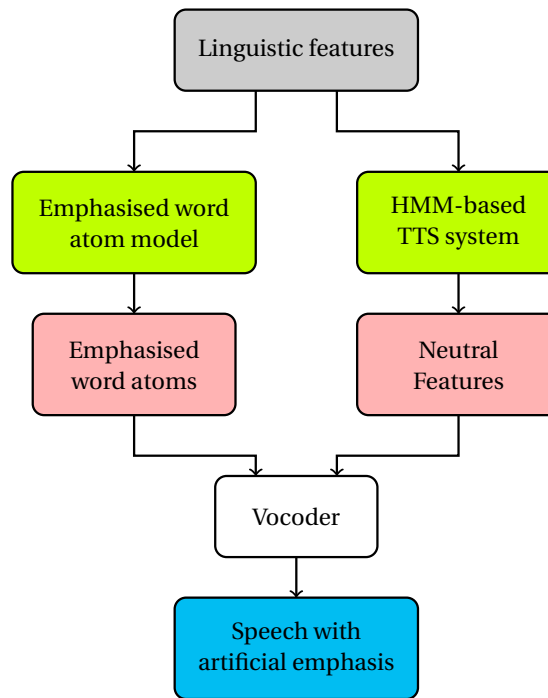 Linguistic features
Emphasised word
atom model
HMM-based
TTS system
Emphasised
word atoms
Neutral
Features
Vocoder
Speech with
artificial emphasis